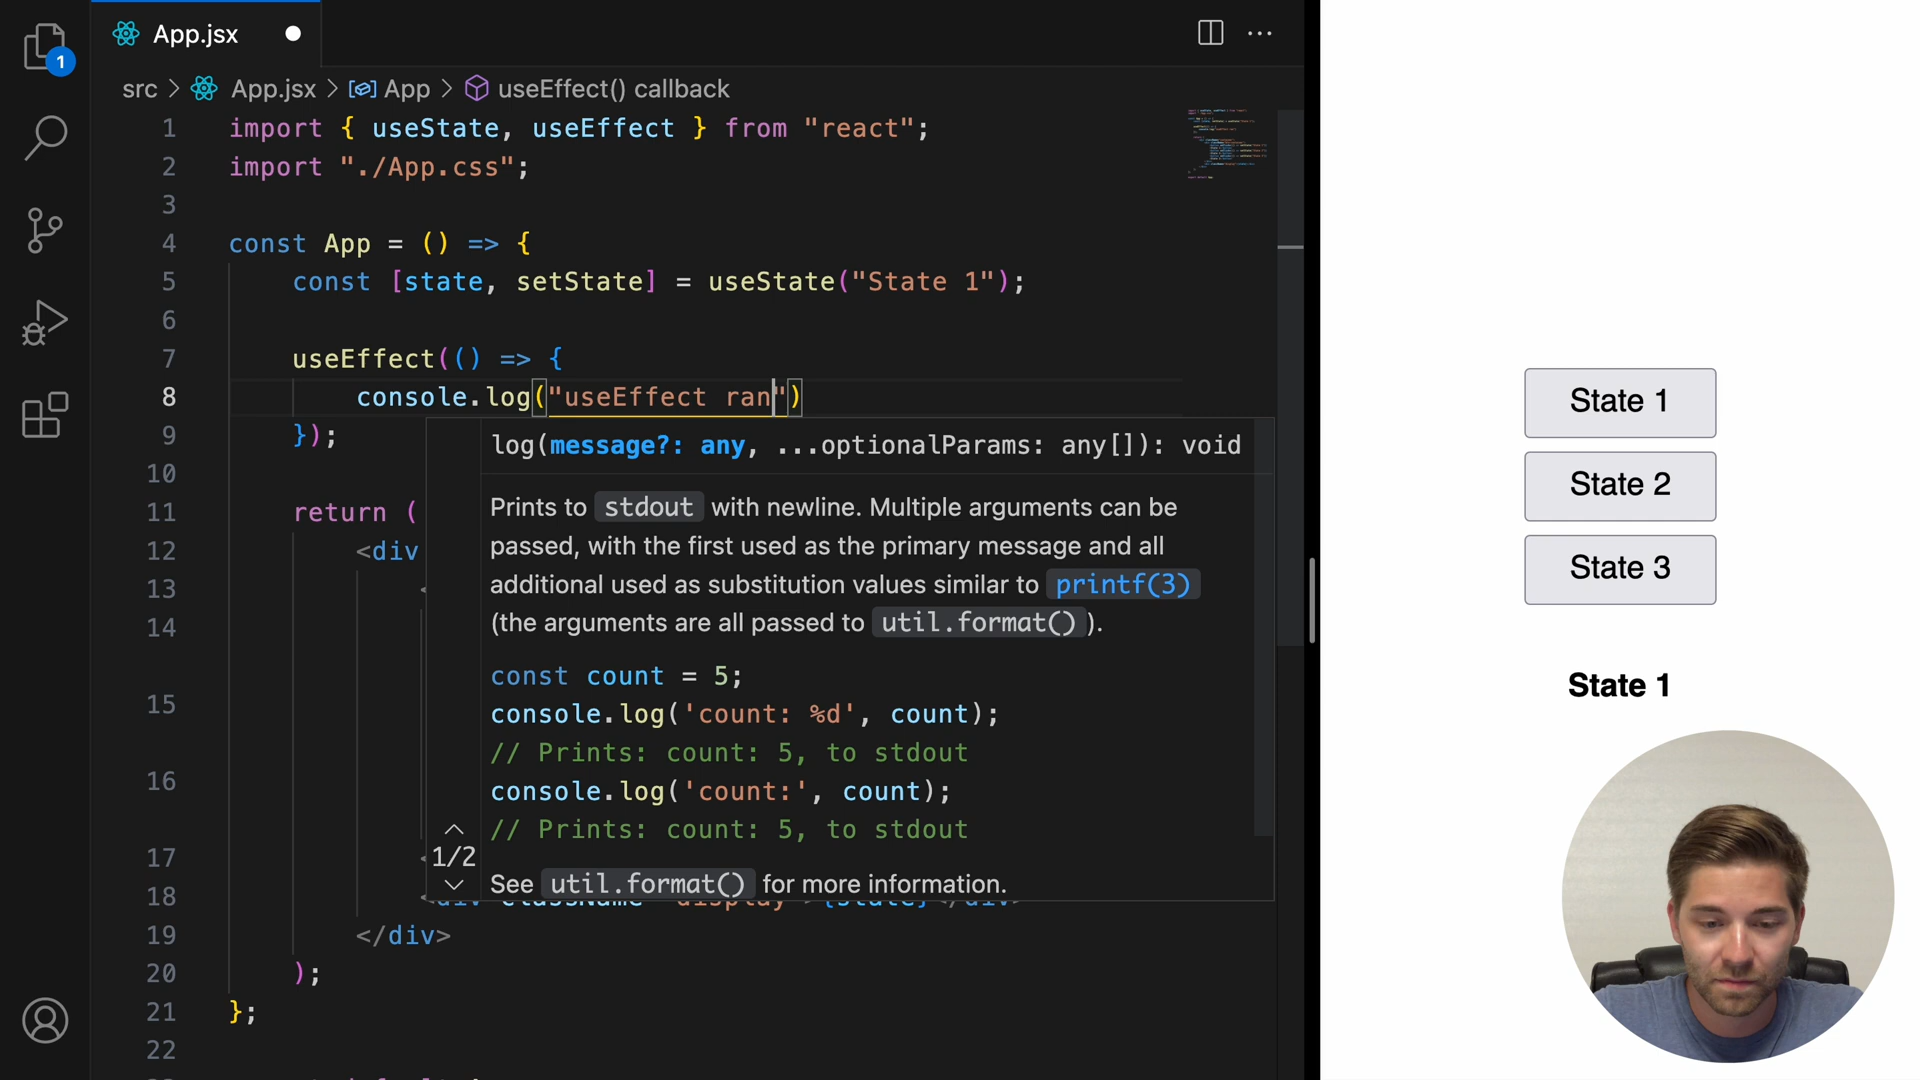 1
App.jsx
src > App.jsx > App > useEffect() callback
1 import { useState, useEffect } from "react";
2 import "./App.css";
3
4 const App = () => {
5 const [state, setState] = useState("State 1");
6
7 useEffect(() => {
8 console.log("useEffect ran")
9 });
10
11 return (
12 <div
13 <
14
15
16
17 <
18 <div className="display">{state}</div>
19 </div>
20 );
21 };
22
log(message?: any, ...optionalParams: any[]): void
Prints to stdout with newline. Multiple arguments can be
passed, with the first used as the primary message and all
additional used as substitution values similar to printf(3)
(the arguments are all passed to util.format() ).
const count = 5;
console.log('count: %d', count);
// Prints: count: 5, to stdout
console.log('count:', count);
// Prints: count: 5, to stdout
1/2
See util.format() for more information.
State 1
State 2
State 3
State 1